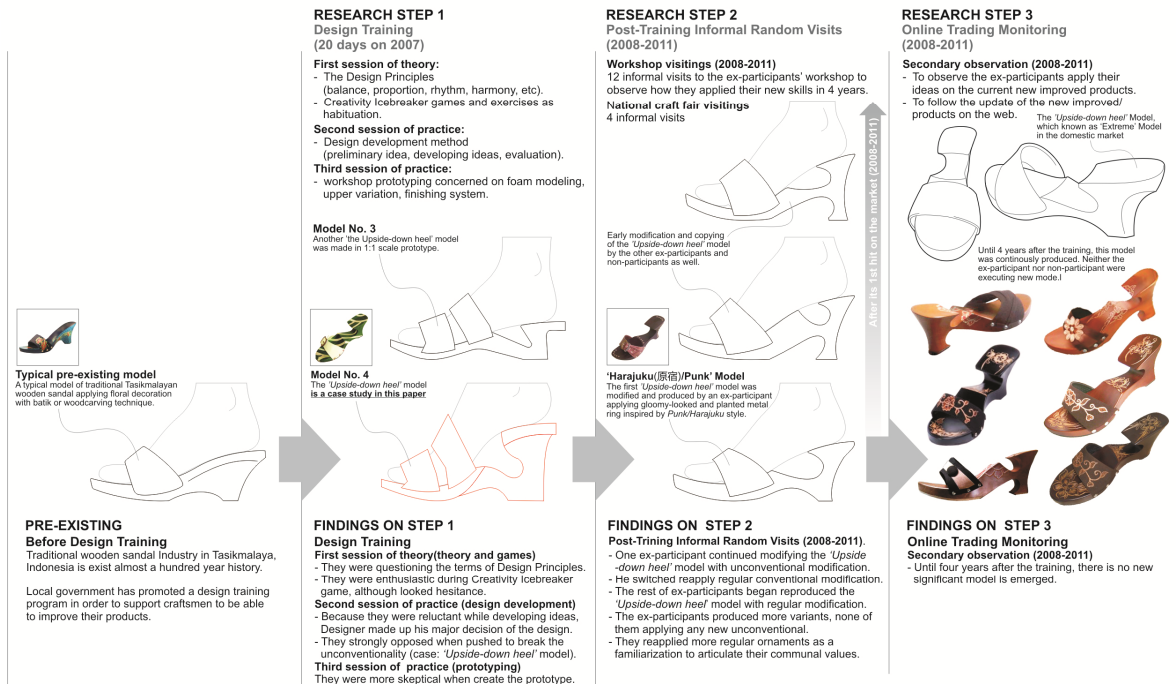 RESEARCH STEP 1
Design Training
(20 days on 2007)
First session of theory:
- The Design Principles
(balance, proportion, rhythm, harmony, etc).
- Creativity Icebreaker games and exercises as
habituation.
Second session of practice:
- Design development method
(preliminary idea, developing ideas, evaluation).
Third session of practice:
- workshop prototyping concerned on foam modeling,
upper variation, finishing system.
Model No. 3
Another 'the Upside-down heel' model
was made in 1:1 scale prototype.
Model No. 4
The 'Upside-down heel' model
is a case study in this paper
Typical pre-existing model
A typical model of traditional Tasikmalayan
wooden sandal applying floral decoration
with batik or woodcarving technique.
RESEARCH STEP 2
Post-Training Informal Random Visits
(2008-2011)
Workshop visitings (2008-2011)
12 informal visits to the ex-participants' workshop to
observe how they applied their new skills in 4 years.
National craft fair visitings
4 informal visits
Early modification and copying
of the 'Upside-down heel' model
by the other ex-participants and
non-participants as well.
'Harajuku(原宿)/Punk' Model
The first 'Upside-down heel' model was
modified and produced by an ex-participant
applying gloomy-looked and planted metal
ring inspired by Punk/Harajuku style.
After its 1st hit on the market (2008-2011)
RESEARCH STEP 3
Online Trading Monitoring
(2008-2011)
Secondary observation (2008-2011)
- To observe the ex-participants apply their
ideas on the current new improved products.
- To follow the update of the new improved/
products on the web.
The 'Upside-down heel' Model,
which known as 'Extreme' Model
in the domestic market
Until 4 years after the training, this model
was continously produced. Neither the
ex-participant nor non-participant were
executing new mode.l
PRE-EXISTING
Before Design Training
Traditional wooden sandal Industry in Tasikmalaya,
Indonesia is exist almost a hundred year history.
Local government has promoted a design training
program in order to support craftsmen to be able
to improve their products.
FINDINGS ON STEP 1
Design Training
First session of theory(theory and games)
- They were questioning the terms of Design Principles.
- They were enthusiastic during Creativity Icebreaker
game, although looked hesitance.
Second session of practice (design development)
- Because they were reluctant while developing ideas,
Designer made up his major decision of the design.
- They strongly opposed when pushed to break the
unconventionality (case: 'Upside-down heel' model).
Third session of practice (prototyping)
They were more skeptical when create the prototype.
FINDINGS ON STEP 2
Post-Trining Informal Random Visits (2008-2011).
- One ex-participant continued modifying the 'Upside
-down heel' model with unconventional modification.
- He switched reapply regular conventional modification.
- The rest of ex-participants began reproduced the
'Upside-down heel' model with regular modification.
- The ex-participants produced more variants, none of
them applying any new unconventional.
- They reapplied more regular ornaments as a
familiarization to articulate their communal values.
FINDINGS ON STEP 3
Online Trading Monitoring
Secondary observation (2008-2011)
- Until four years after the training, there is no new
significant model is emerged.